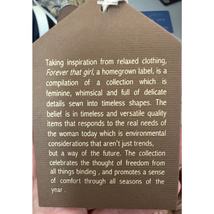 Taking inspiration from relaxed clothing,
Forever that girl, a homegrown label, is a
compilation of a collection which is
feminine, whimsical and full of delicate
details sewn into timeless shapes. The
belief is in timeless and versatile quality
items that responds to the real needs of
the woman today which is environmental
considerations that aren't just trends,
but a way of the future. The collection
celebrates the thought of freedom from
all things binding , and promotes a sense
of comfort through all seasons of the
year .